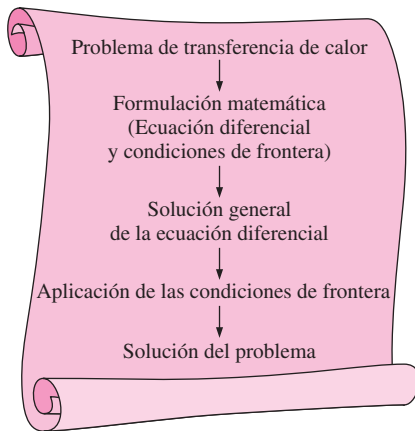 Problema de transferencia de calor
Formulación matemática
(Ecuación diferencial
y condiciones de frontera)
Solución general
de la ecuación diferencial
Aplicación de las condiciones de frontera
Solución del problema